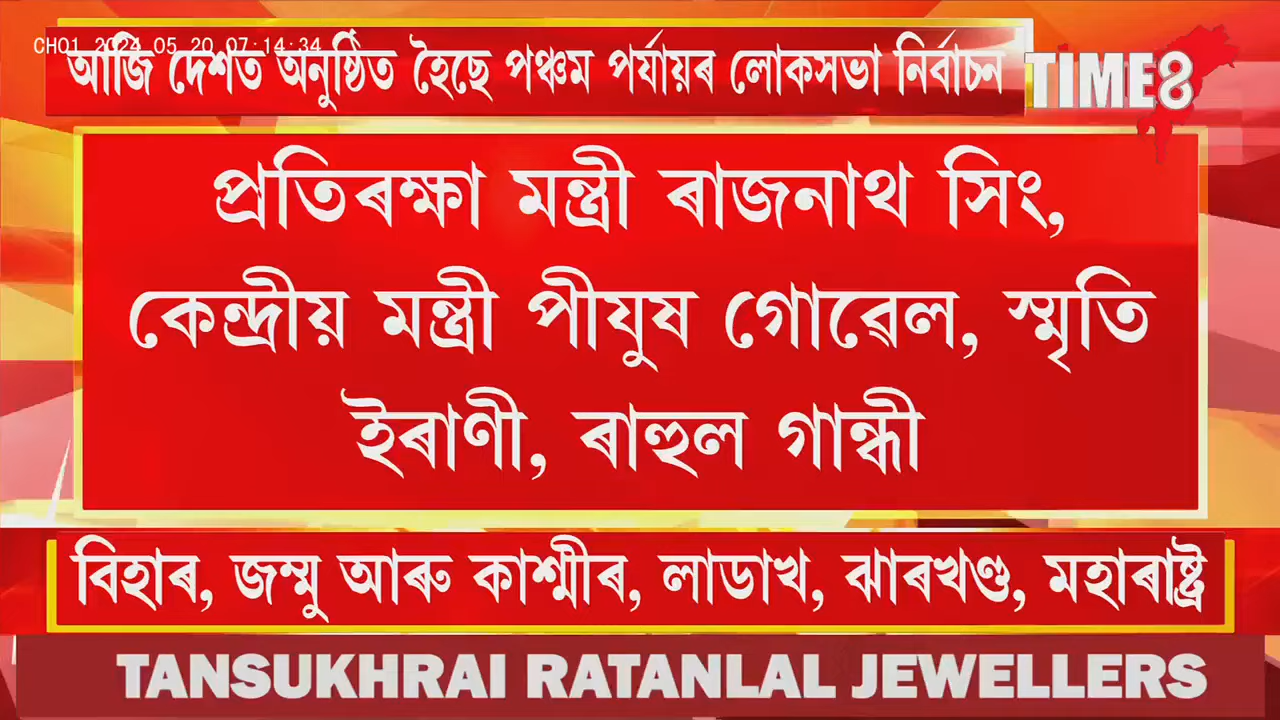 CH01 2024 05 20 07:14:34
আজি দেশত অনুষ্ঠিত হৈছে পঞ্চম পৰ্যায়ৰ লোকসভা নিৰ্বাচন
TIME8
প্ৰতিৰক্ষা মন্ত্ৰী ৰাজনাথ সিং,
কেন্দ্ৰীয় মন্ত্ৰী পীযুষ গোৱেল, স্মৃতি
ইৰাণী, ৰাহুল গান্ধী
বিহাৰ, জম্মু আৰু কাশ্মীৰ, লাডাখ, ঝাৰখণ্ড, মহাৰাষ্ট্ৰ
TANSUKHRAI RATANLAL JEWELLERS